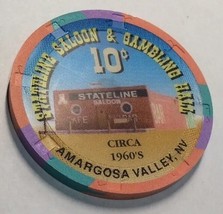 STATELINE SALOON & GAMBLING HALL
10¢
STATELINE
SALOON
CIRCA
1960'S
AMARGOSA VALLEY, NV